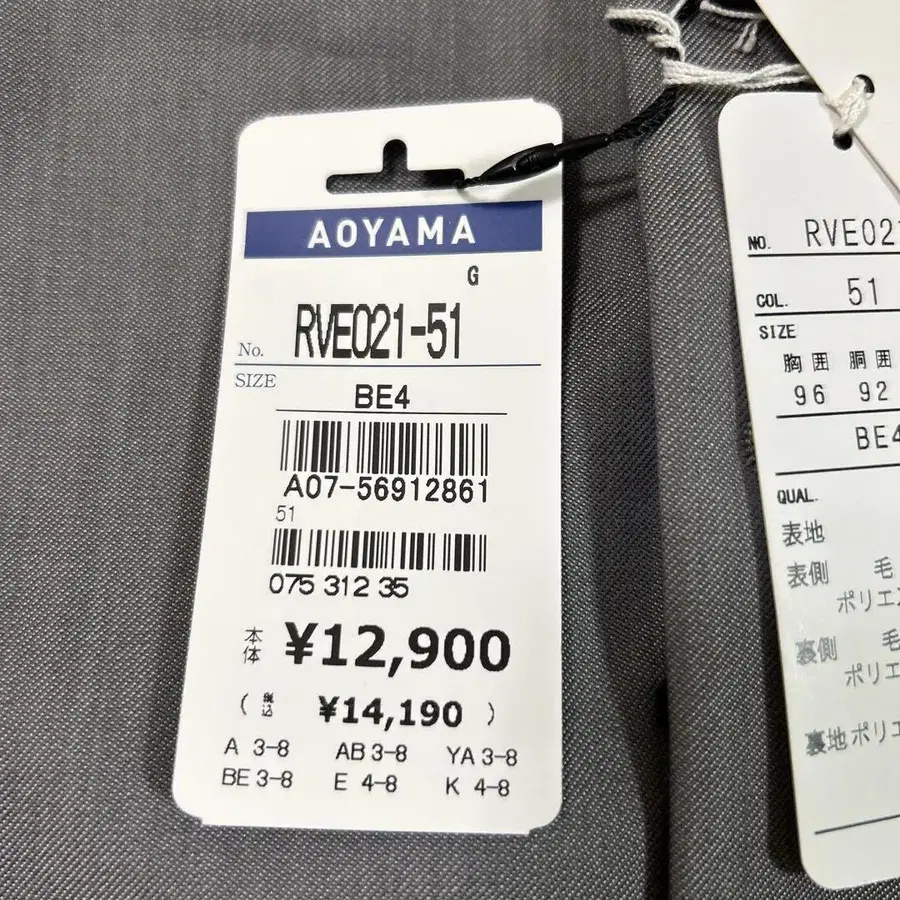 AOYAMA
G
No. RVE021-51
SIZE
BE4
A07-56912861
51
075 312 35
本体 ¥12,900
(税込 ¥14,190)
A 3-8 AB 3-8 YA 3-8
BE 3-8 E 4-8 K 4-8
NO. RVE021
COL. 51
SIZE
胸囲 胴囲
96 92
BE4
QUAL.
表地
表側 毛
ポリエ
裏側 毛
ポリエ
裏地 ポリエ